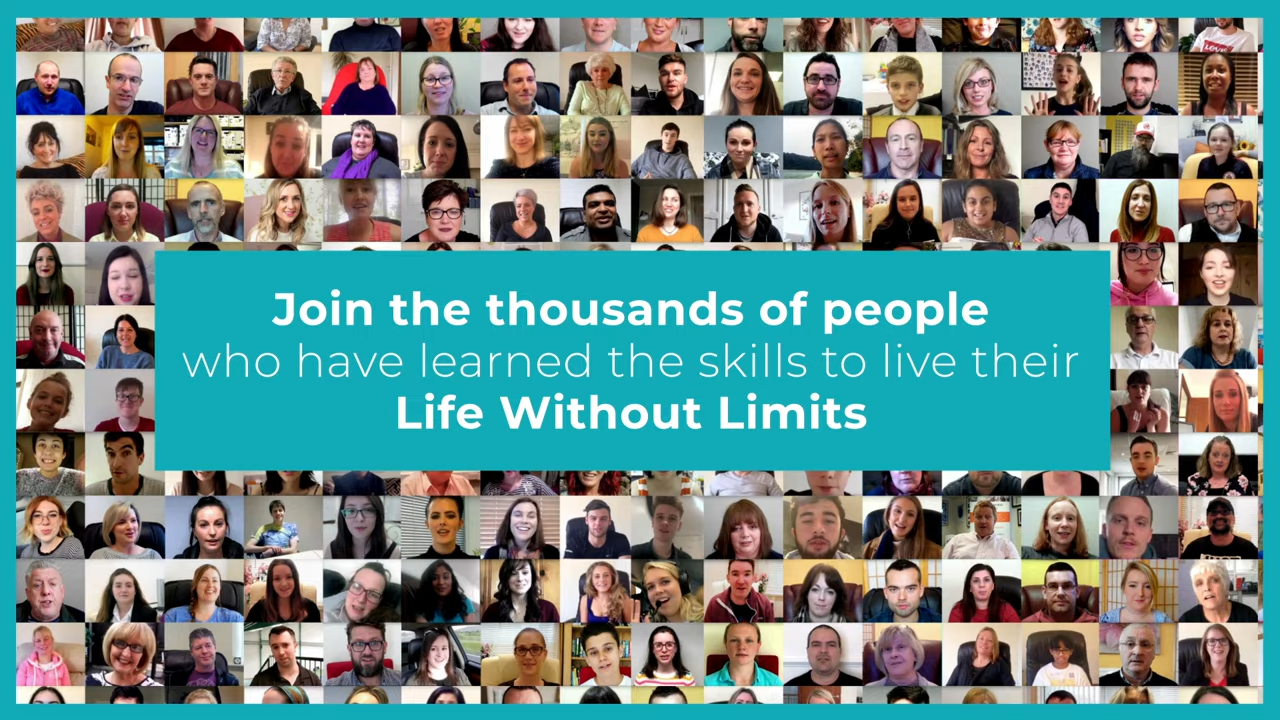 Join the thousands of people
who have learned the skills to live their
Life Without Limits